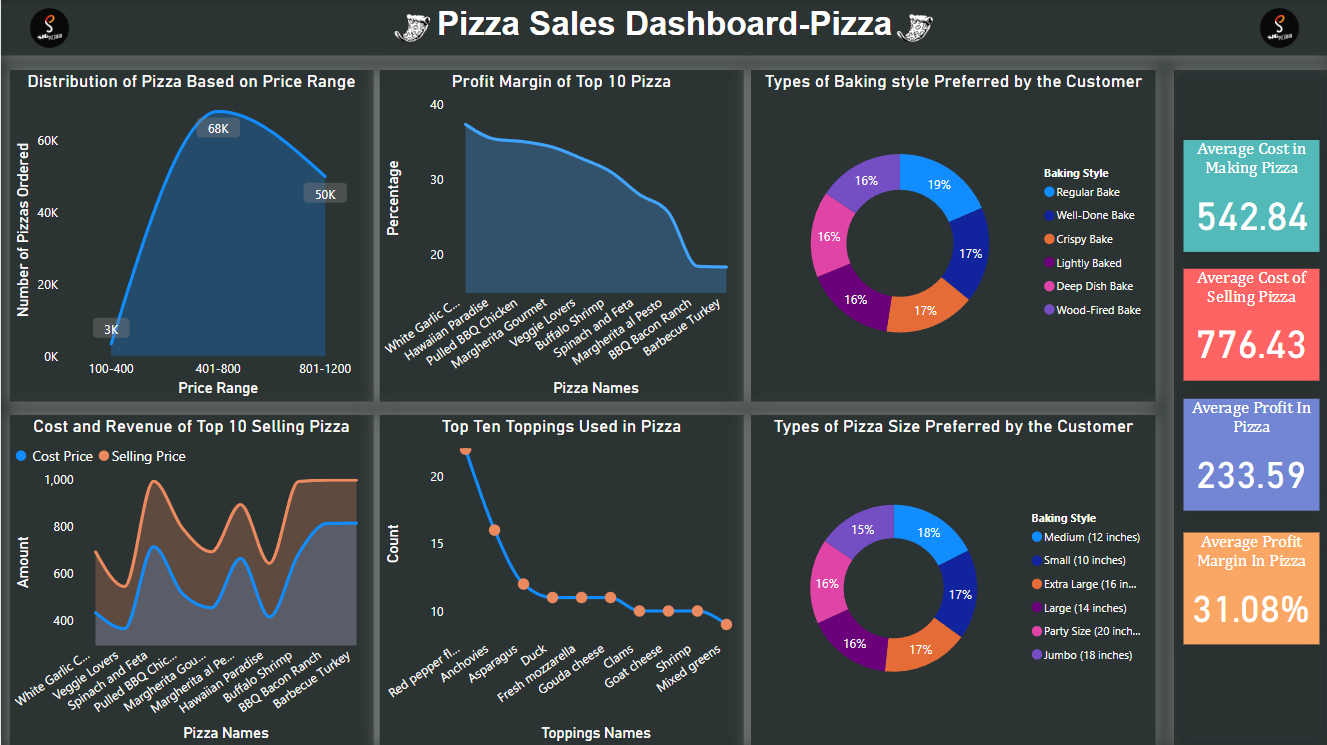 Pizza Sales Dashboard-Pizza
Distribution of Pizza Based on Price Range
Number of Pizzas Ordered
60K
40K
20K
0K
3K
68K
50K
100-400
401-800
801-1200
Price Range
Profit Margin of Top 10 Pizza
Percentage
40
30
20
White Garlic C...
Hawaiian Paradise
Pulled BBQ Chicken
Margherita Gourmet
Veggie Lovers
Buffalo Shrimp
Spinach and Feta
Margherita al Pesto
BBQ Bacon Ranch
Barbecue Turkey
Pizza Names
Types of Baking style Preferred by the Customer
19%
17%
17%
16%
16%
16%
Baking Style
Regular Bake
Well-Done Bake
Crispy Bake
Lightly Baked
Deep Dish Bake
Wood-Fired Bake
Average Cost in
Making Pizza
542.84
Average Cost of
Selling Pizza
776.43
Average Profit In
Pizza
233.59
Average Profit
Margin In Pizza
31.08%
Cost and Revenue of Top 10 Selling Pizza
Cost Price
Selling Price
Amount
1,000
800
600
400
White Garlic C...
Veggie Lovers
Spinach and Feta
Pulled BBQ Chic...
Margherita Gou...
Margherita al Pe...
Hawaiian Paradise
Buffalo Shrimp
BBQ Bacon Ranch
Barbecue Turkey
Pizza Names
Top Ten Toppings Used in Pizza
Count
20
15
10
Red pepper fl...
Anchovies
Asparagus
Duck
Fresh mozzarella
Gouda cheese
Clams
Goat cheese
Shrimp
Mixed greens
Toppings Names
Types of Pizza Size Preferred by the Customer
18%
17%
17%
16%
16%
15%
Baking Style
Medium (12 inches)
Small (10 inches)
Extra Large (16 in...
Large (14 inches)
Party Size (20 inch...
Jumbo (18 inches)